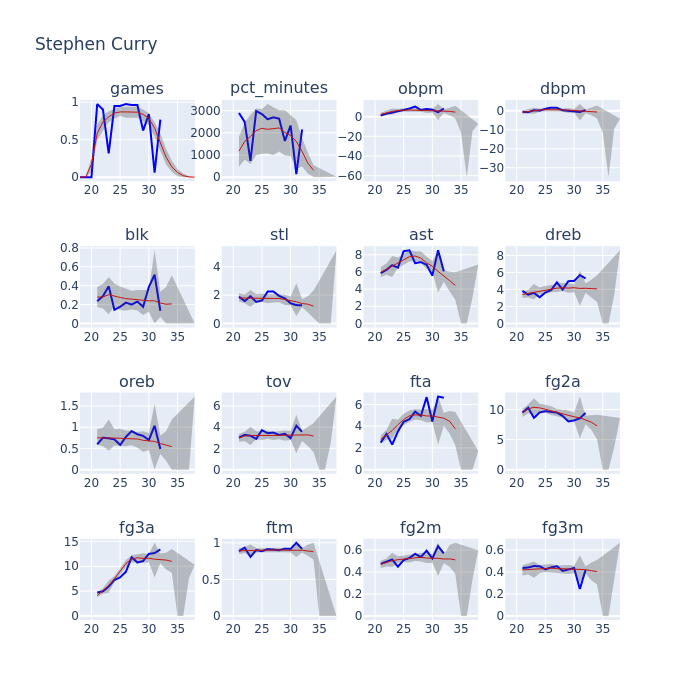 Stephen Curry
games pct_minutes obpm dbpm
1 0.5 0
3000 2000 1000 0
0 −20 −40 −60
0 −10 −20 −30
20 25 30 35 20 25 30 35 20 25 30 35 20 25 30 35
blk stl ast dreb
0.8 0.6 0.4 0.2 0
4 2 0
8 6 4 2 0
8 6 4 2 0
20 25 30 35 20 25 30 35 20 25 30 35 20 25 30 35
oreb tov fta fg2a
1.5 1 0.5 0
6 4 2 0
6 4 2 0
10 5 0
20 25 30 35 20 25 30 35 20 25 30 35 20 25 30 35
fg3a ftm fg2m fg3m
15 10 5 0
1 0.5 0
0.6 0.4 0.2 0
0.6 0.4 0.2 0
20 25 30 35 20 25 30 35 20 25 30 35 20 25 30 35